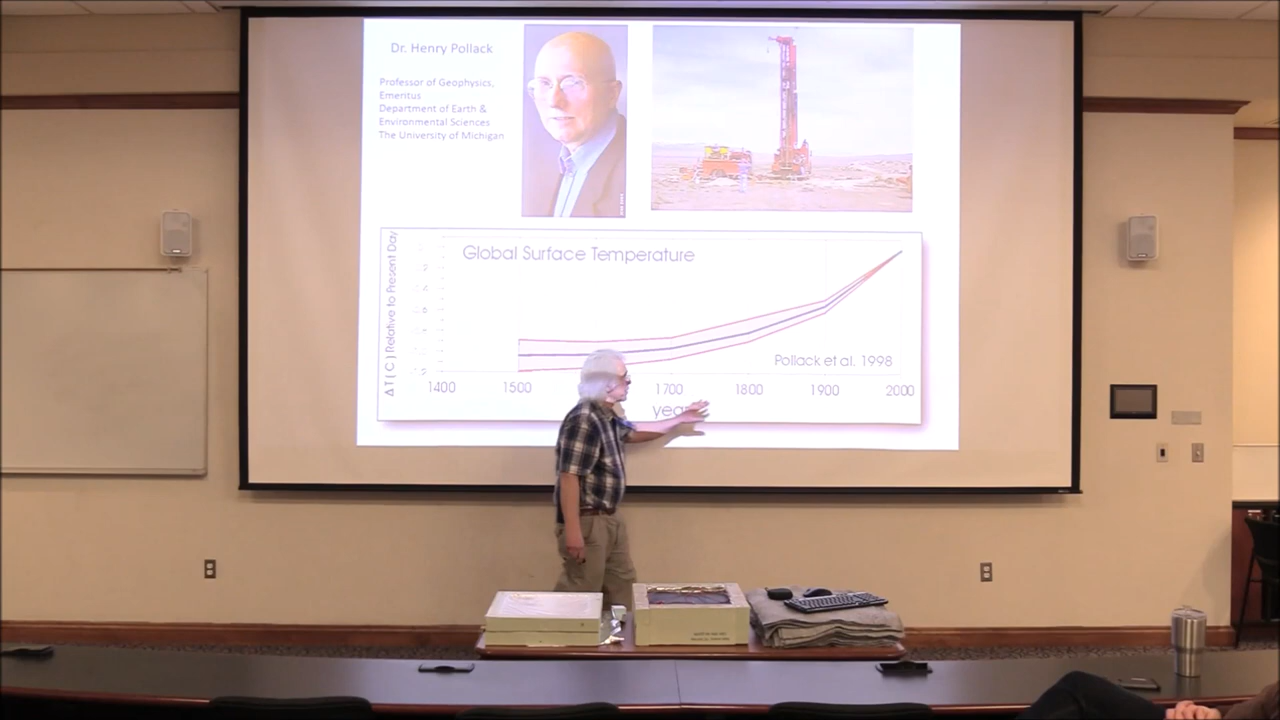 Dr. Henry Pollack
Professor of Geophysics,
Emeritus
Department of Earth &
Environmental Sciences
The University of Michigan
Global Surface Temperature
ΔT ( C ) Relative to Present Day
Pollack et al. 1998
1400 1500 1700 1800 1900 2000